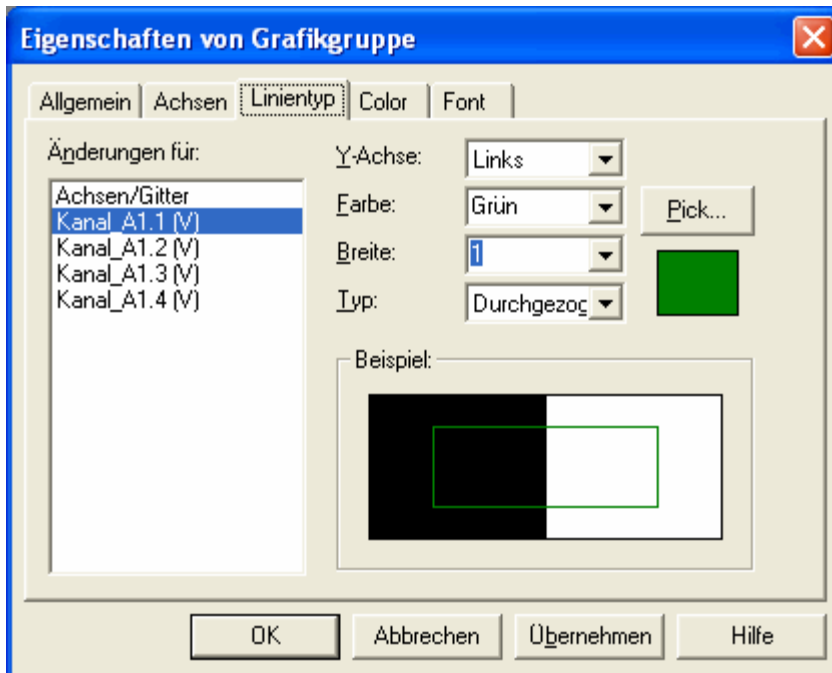 Eigenschaften von Grafikgruppe
Allgemein Achsen Linientyp Color Font
Änderungen für:
Achsen/Gitter
Kanal_A1.1 (V)
Kanal_A1.2 (V)
Kanal_A1.3 (V)
Kanal_A1.4 (V)
Y-Achse: Links
Farbe: Grün Pick...
Breite: 1
Typ: Durchgezog
Beispiel:
OK Abbrechen Übernehmen Hilfe